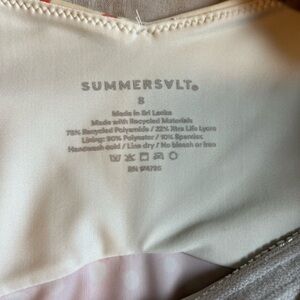 SUMMERSALT®
8
Made in Sri Lanka
Made with Recycled Materials
78% Recycled Polyamide / 22% Xtra Life Lycra
Lining: 90% Polyester / 10% Spandex
Handwash cold / Line dry / No bleach or Iron